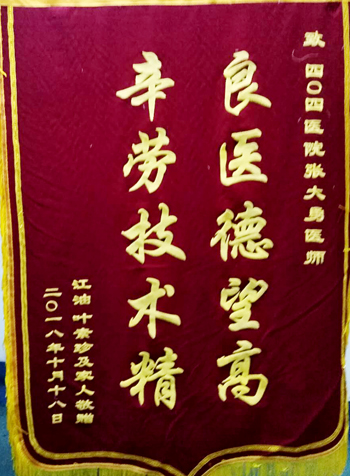 致 四〇四医院张大勇医师
良医德望高
辛劳技术精
江油 叶素珍及家人敬赠
二〇一八年十月十八日